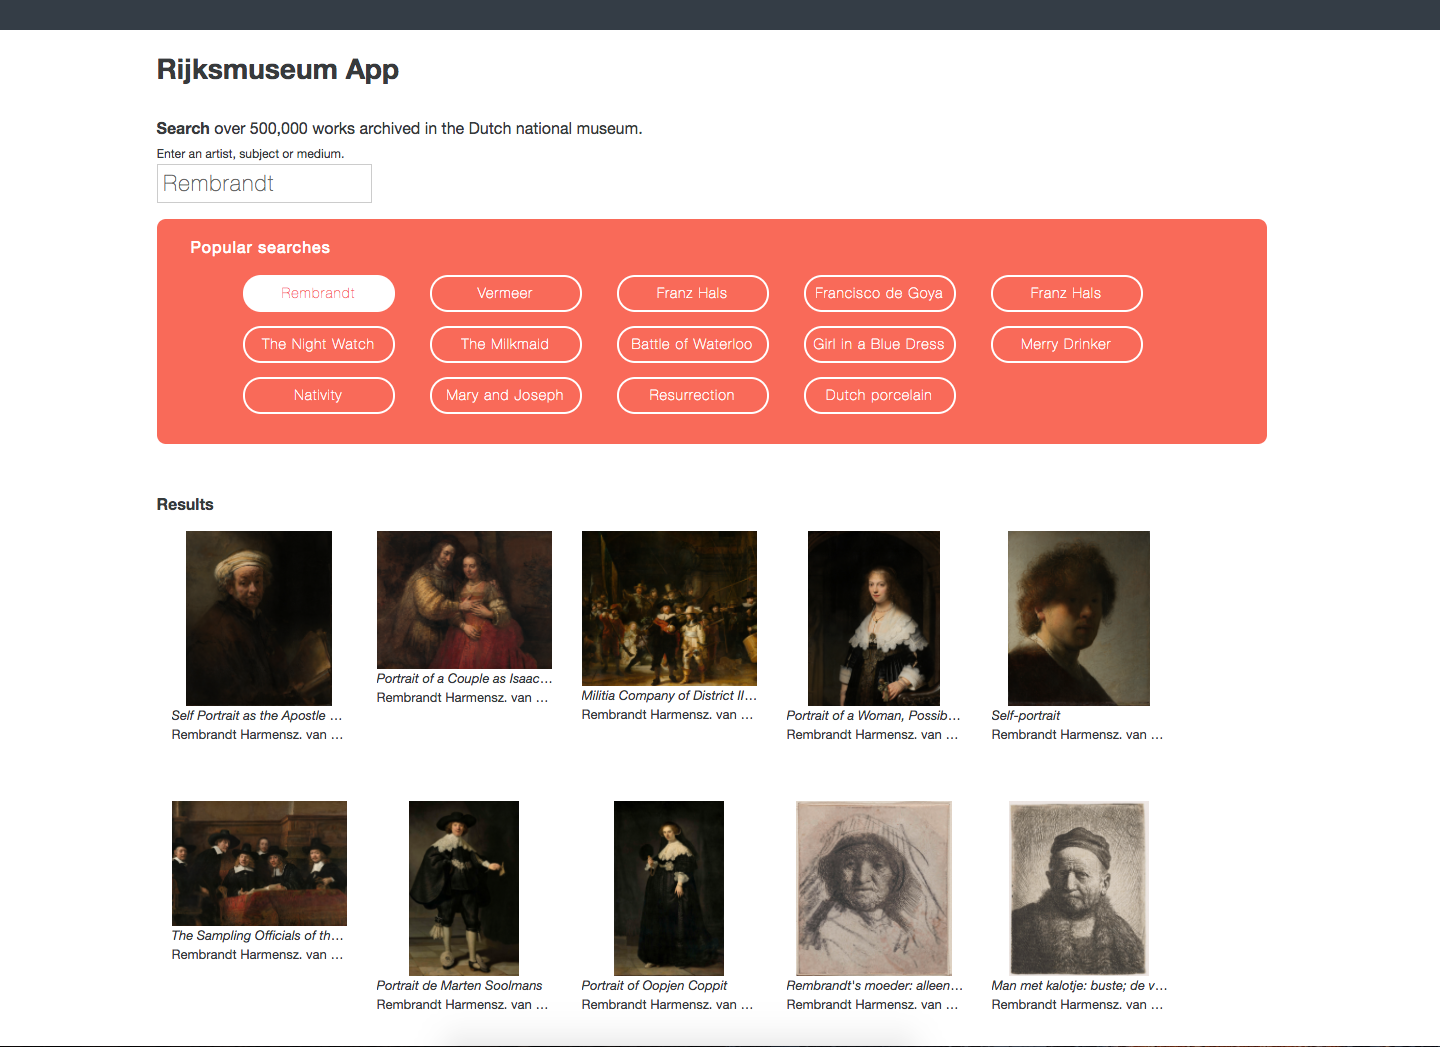 Rijksmuseum App
Search over 500,000 works archived in the Dutch national museum.
Enter an artist, subject or medium.
Rembrandt
Popular searches
Rembrandt
Vermeer
Franz Hals
Francisco de Goya
Franz Hals
The Night Watch
The Milkmaid
Battle of Waterloo
Girl in a Blue Dress
Merry Drinker
Nativity
Mary and Joseph
Resurrection
Dutch porcelain
Results
Self Portrait as the Apostle ...
Rembrandt Harmensz. van ...
Portrait of a Couple as Isaac...
Rembrandt Harmensz. van ...
Militia Company of District II...
Rembrandt Harmensz. van ...
Portrait of a Woman, Possib...
Rembrandt Harmensz. van ...
Self-portrait
Rembrandt Harmensz. van ...
The Sampling Officials of th...
Rembrandt Harmensz. van ...
Portrait de Marten Soolmans
Rembrandt Harmensz. van ...
Portrait of Oopjen Coppit
Rembrandt Harmensz. van ...
Rembrandt's moeder: alleen...
Rembrandt Harmensz. van ...
Man met kalotje: buste; de v...
Rembrandt Harmensz. van ...